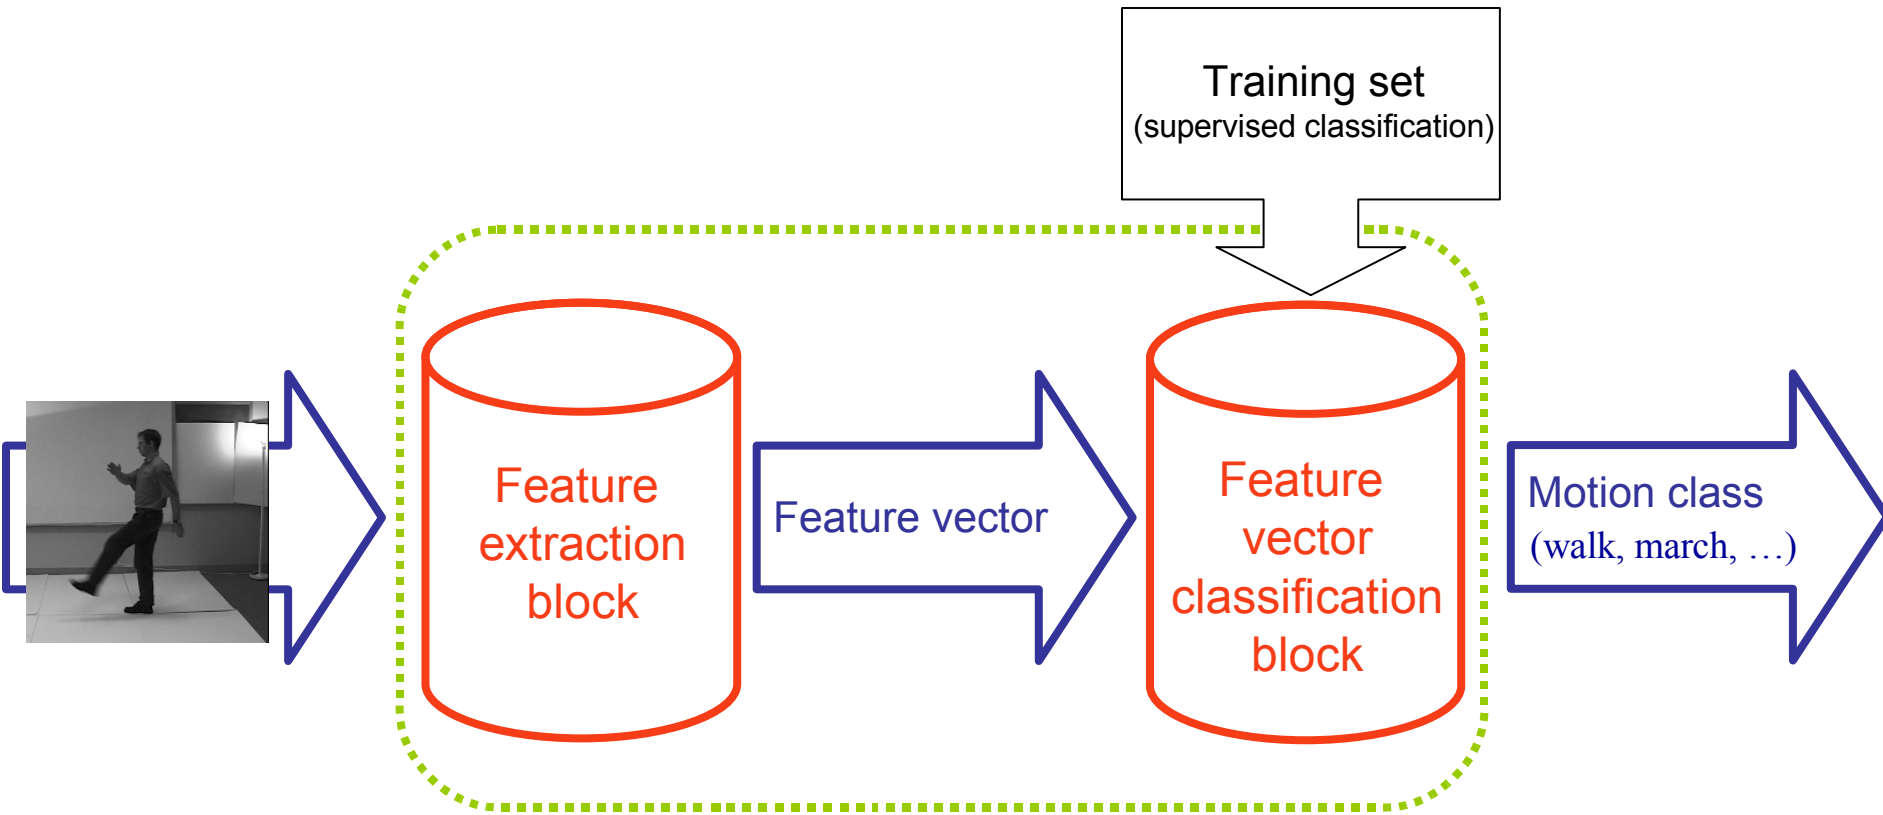 Training set
(supervised classification)
Feature
extraction
block
Feature vector
Feature
vector
classification
block
Motion class
(walk, march, …)